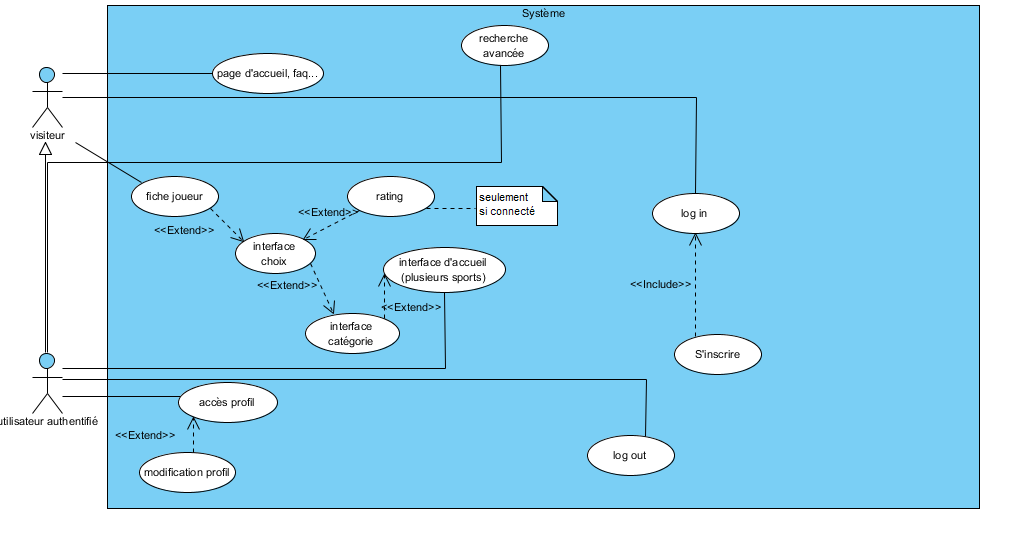 Système
recherche
avancée
page d'accueil, faq...
visiteur
fiche joueur
rating
seulement
si connecté
log in
<<Extend>>
<<Extend>>
interface
choix
interface d'accueil
(plusieurs sports)
<<Extend>>
<<Include>>
<<Extend>>
interface
catégorie
S'inscrire
accès profil
utilisateur authentifié
<<Extend>>
log out
modification profil